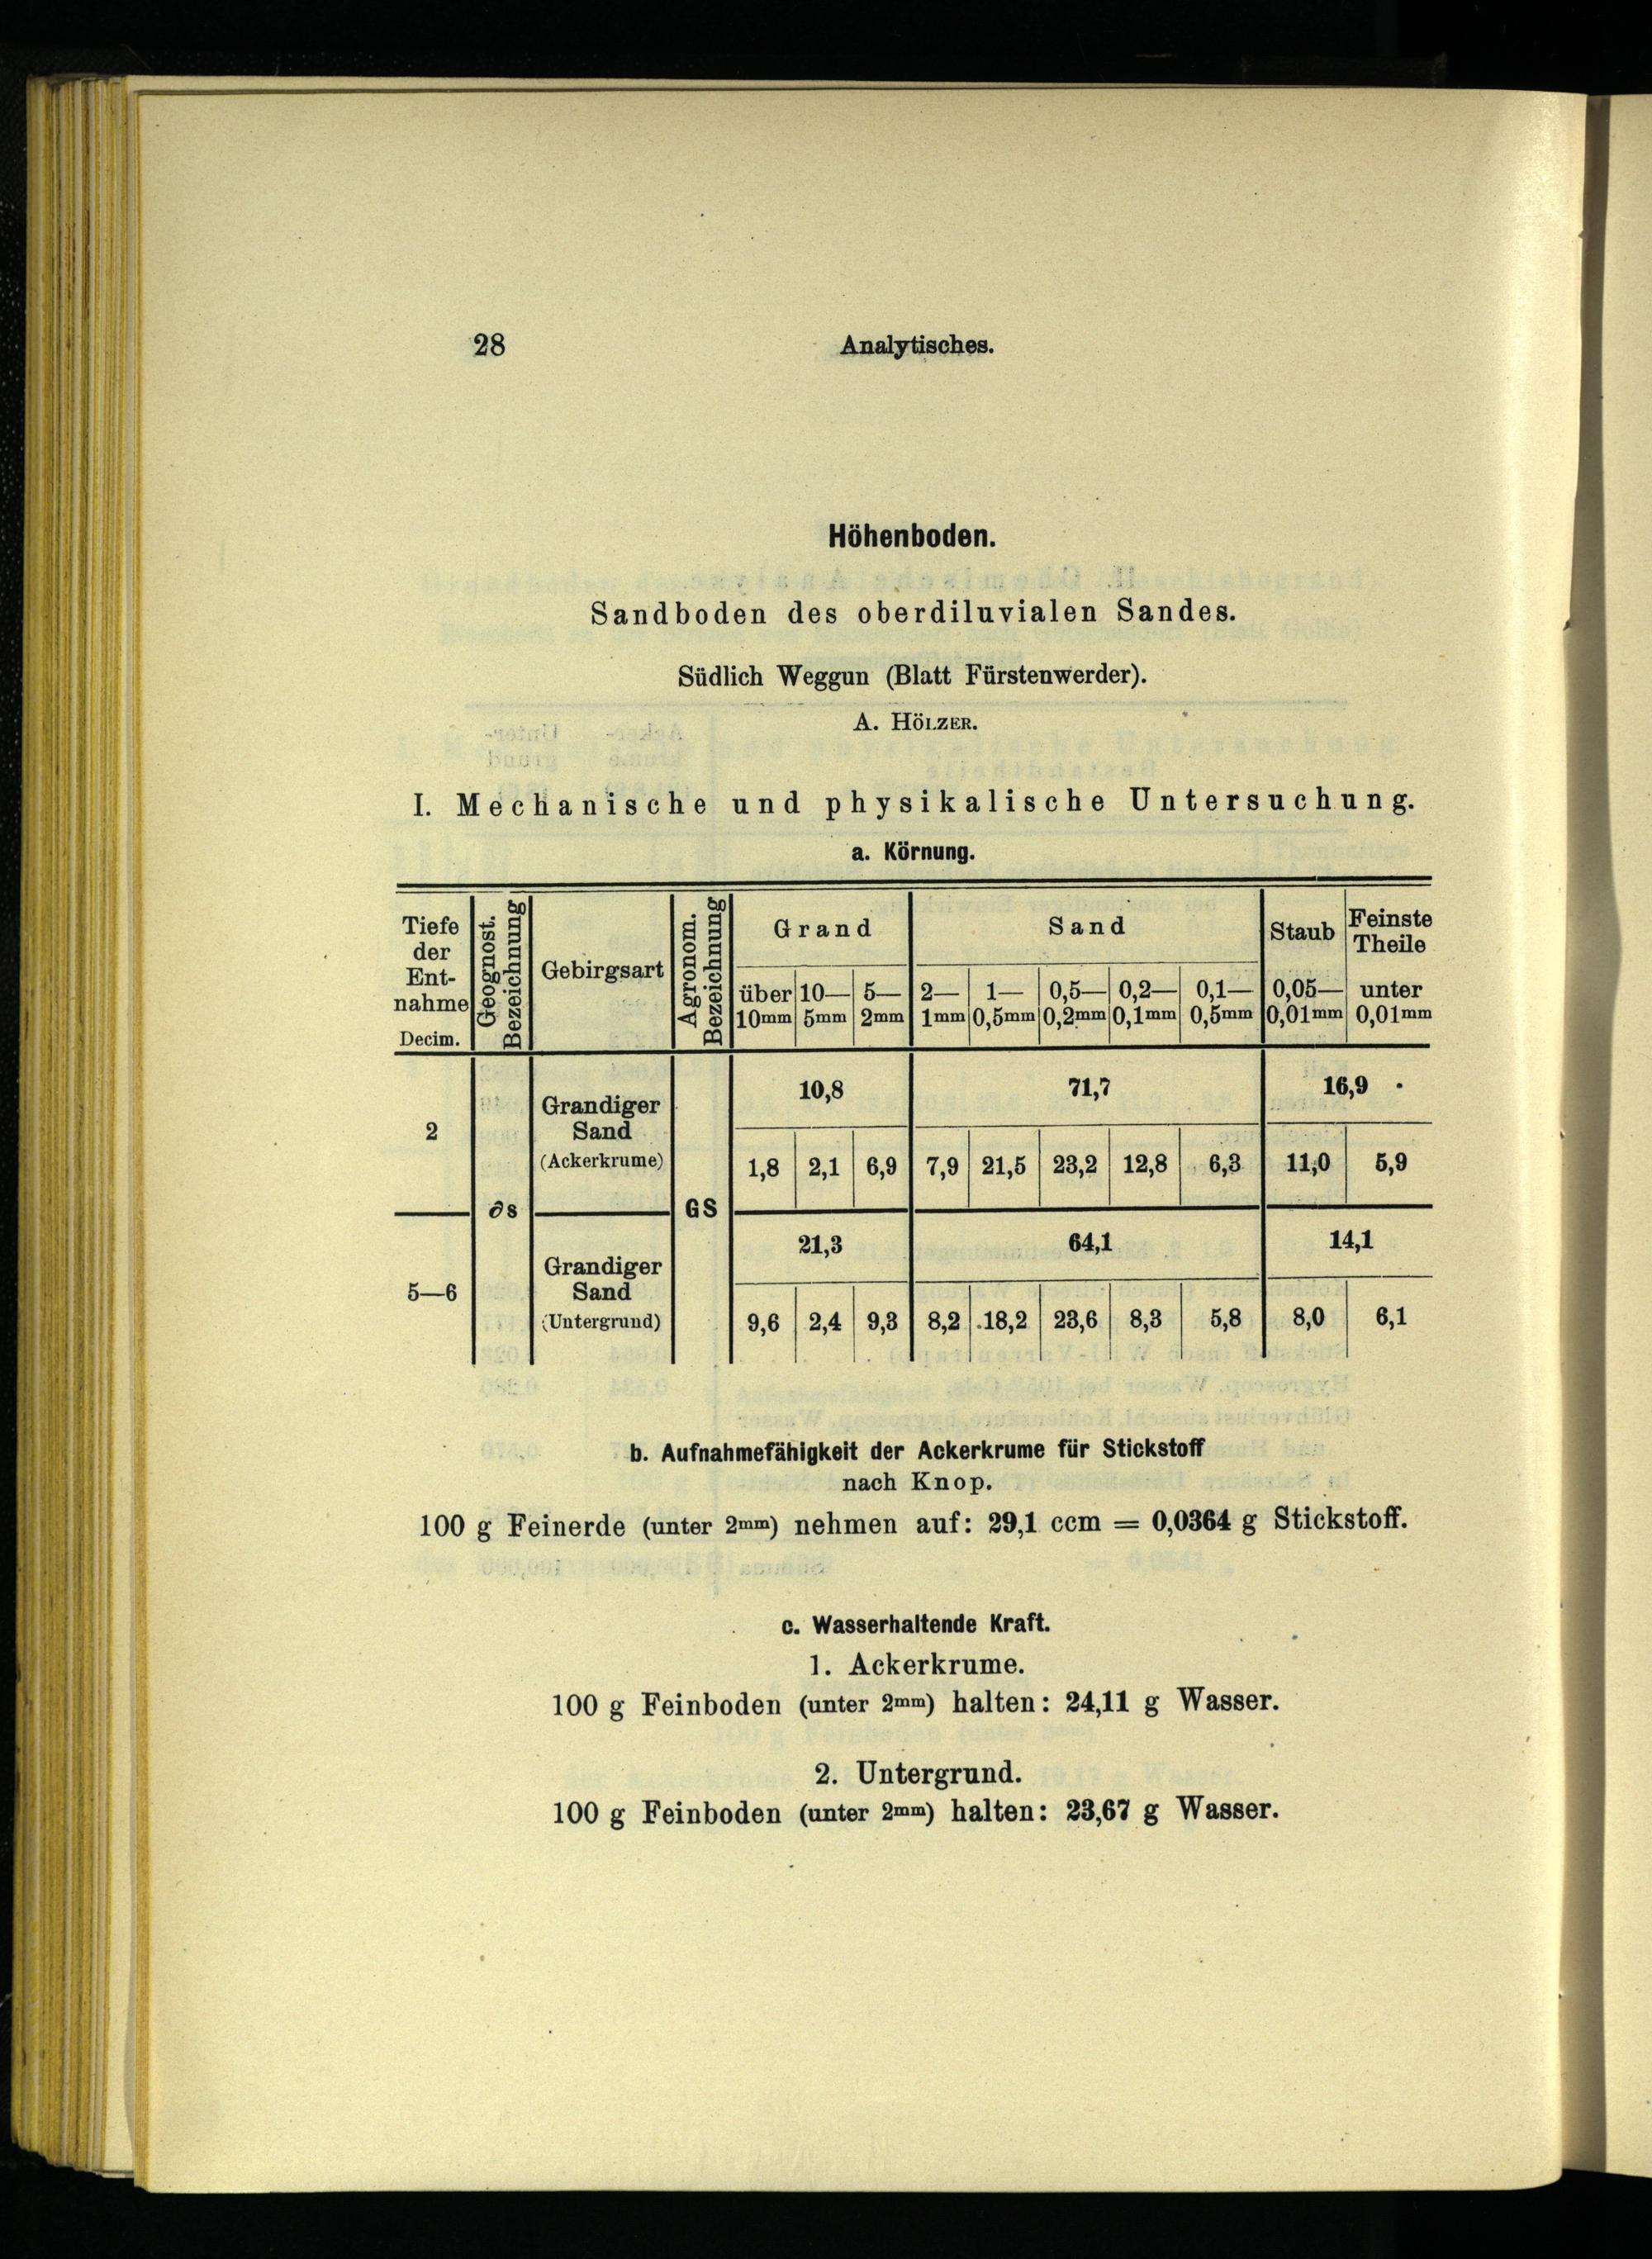 28 Analytisches.
Höhenboden.
Sandboden des oberdiluvialen Sandes.
Südlich Weggun (Blatt Fürstenwerder).
A. Hölzer.
I. Mechanische und physikalische Untersuchung.
a. Körnung.
Tiefe der Ent-nahme Decim. Geognost. Bezeichnung Gebirgsart Agronom. Bezeichnung Grand Sand Staub Feinste Theile
über 10mm 10—5mm 5—2mm 2—1mm 1—0,5mm 0,5—0,2mm 0,2—0,1mm 0,1—0,5mm 0,05—0,01mm unter 0,01mm
2 ∂s Grandiger Sand (Ackerkrume) GS 10,8 71,7 16,9
1,8 2,1 6,9 7,9 21,5 23,2 12,8 6,3 11,0 5,9
5—6 Grandiger Sand (Untergrund) 21,3 64,1 14,1
9,6 2,4 9,3 8,2 18,2 23,6 8,3 5,8 8,0 6,1
b. Aufnahmefähigkeit der Ackerkrume für Stickstoff
nach Knop.
100 g Feinerde (unter 2mm) nehmen auf: 29,1 ccm = 0,0364 g Stickstoff.
c. Wasserhaltende Kraft.
1. Ackerkrume.
100 g Feinboden (unter 2mm) halten: 24,11 g Wasser.
2. Untergrund.
100 g Feinboden (unter 2mm) halten: 23,67 g Wasser.